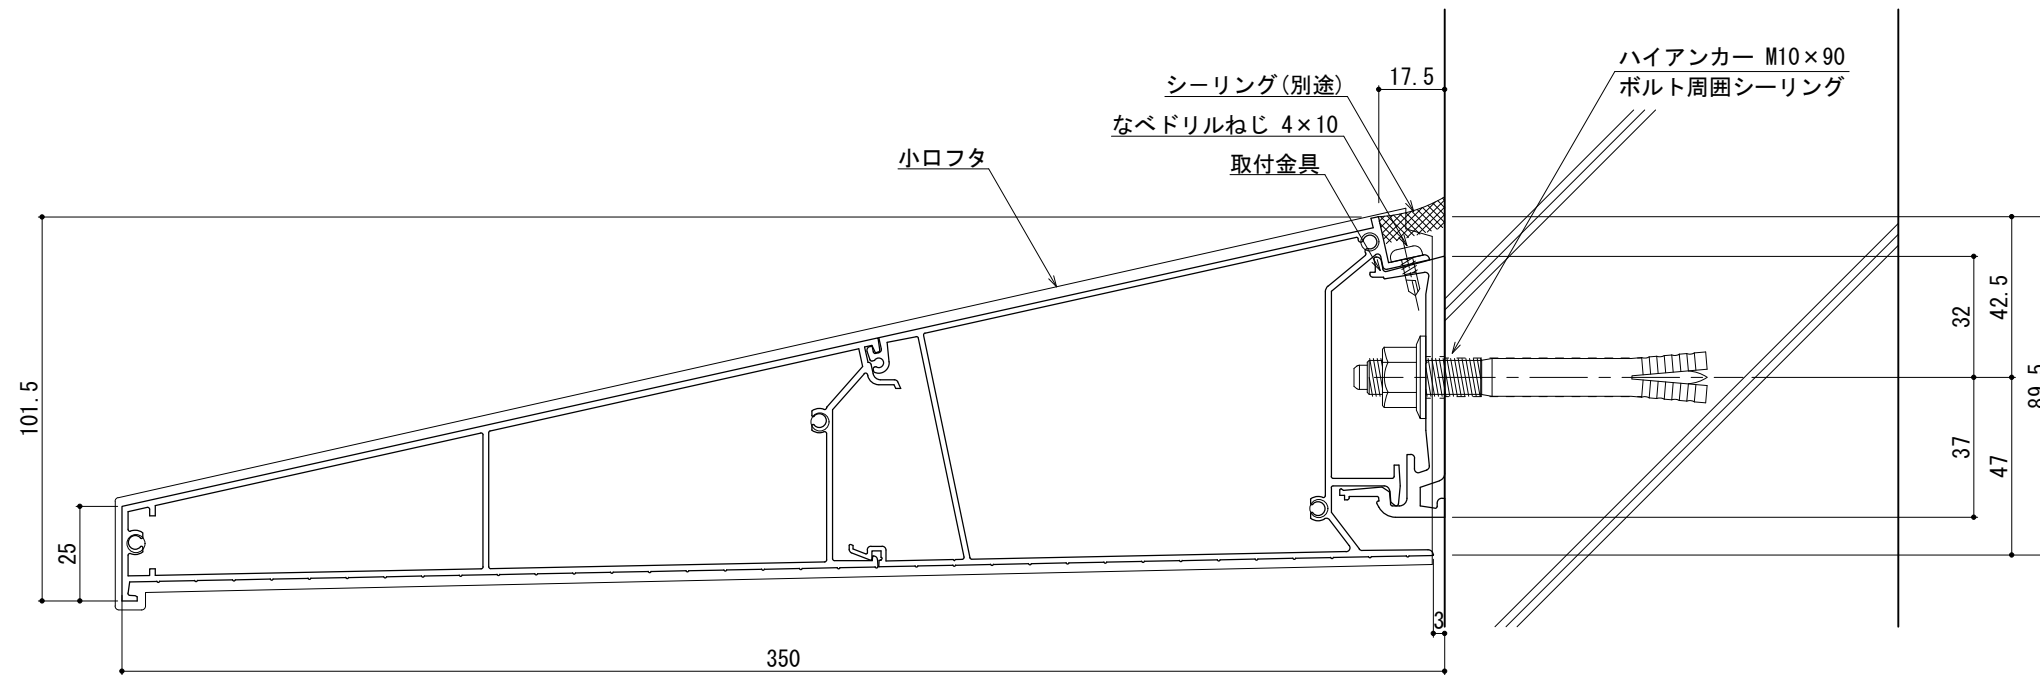 ハイアンカー M10×90
ボルト周囲シーリング
17.5
シーリング(別途)
なべドリルねじ 4×10
取付金具
小口フタ
101.5
25
32
42.5
89.5
37
47
3
350